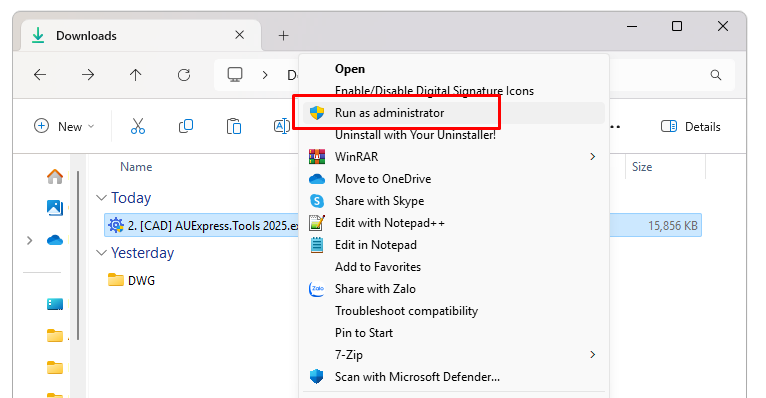 Downloads
D
Open
Enable/Disable Digital Signature Icons
Run as administrator
Uninstall with Your Uninstaller!
New
Details
WinRAR
Name
Size
Move to OneDrive
Today
Share with Skype
2. [CAD] AUExpress.Tools 2025.ex
15,856 KB
Edit with Notepad++
Edit in Notepad
Yesterday
Add to Favorites
DWG
Zalo
Share with Zalo
Troubleshoot compatibility
Pin to Start
7-Zip
Scan with Microsoft Defender...